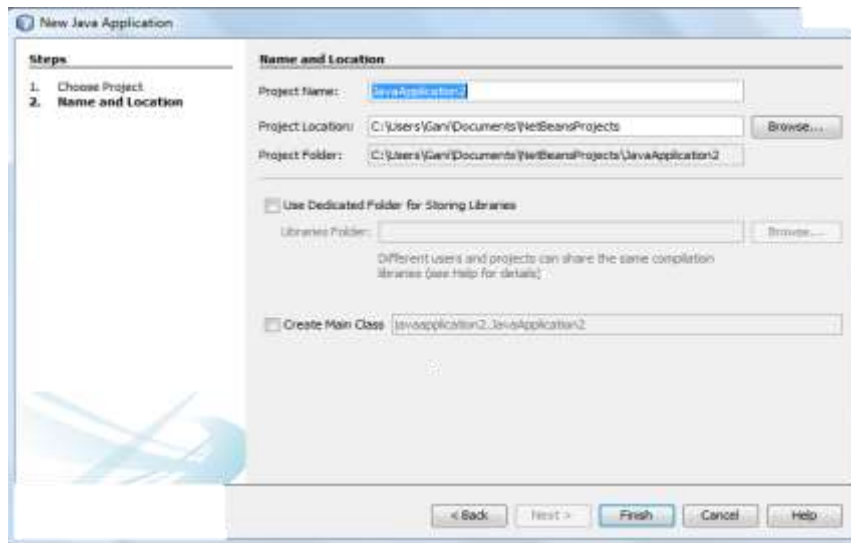 New Java Application
Steps
1. Choose Project
2. Name and Location
Name and Location
Project Name: JavaApplication2
Project Location: C:\Users\Gani\Documents\NetBeansProjects Browse...
Project Folder: C:\Users\Gani\Documents\NetBeansProjects\JavaApplication2
Use Dedicated Folder for Storing Libraries
Libraries Folder: Browse...
Different users and projects can share the same compilation
libraries (see Help for details)
Create Main Class javaapplication2.JavaApplication2
< Back Next > Finish Cancel Help